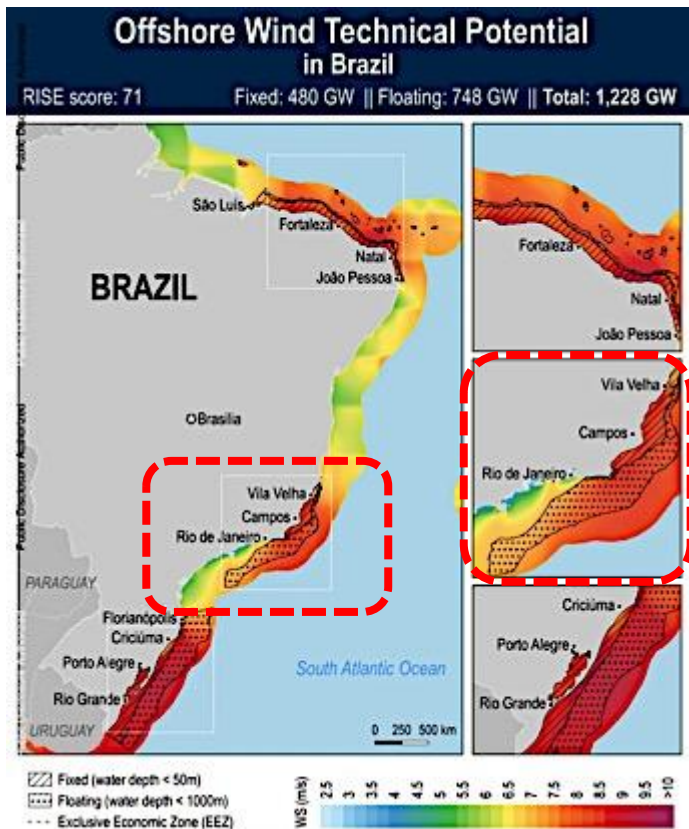 Offshore Wind Technical Potential
in Brazil
RISE score: 71
Fixed: 480 GW || Floating: 748 GW || Total: 1,228 GW
São Luís
Fortaleza
Natal
João Pessoa
BRAZIL
Brasilia
Vila Velha
Campos
Rio de Janeiro
PARAGUAY
Florianópolis
Criciúma
Porto Alegre
Rio Grande
URUGUAY
South Atlantic Ocean
0 250 500 km
Fortaleza
Natal
João Pessoa
Vila Velha
Campos
Rio de Janeiro
Criciúma
Porto Alegre
Rio Grande
Public Disclosure Authorized
Fixed (water depth < 50m)
Floating (water depth < 1000m)
Exclusive Economic Zone (EEZ)
WS (m/s)
2.5 3 3.5 4 4.5 5 5.5 6 6.5 7 7.5 8 8.5 9 9.5 >10